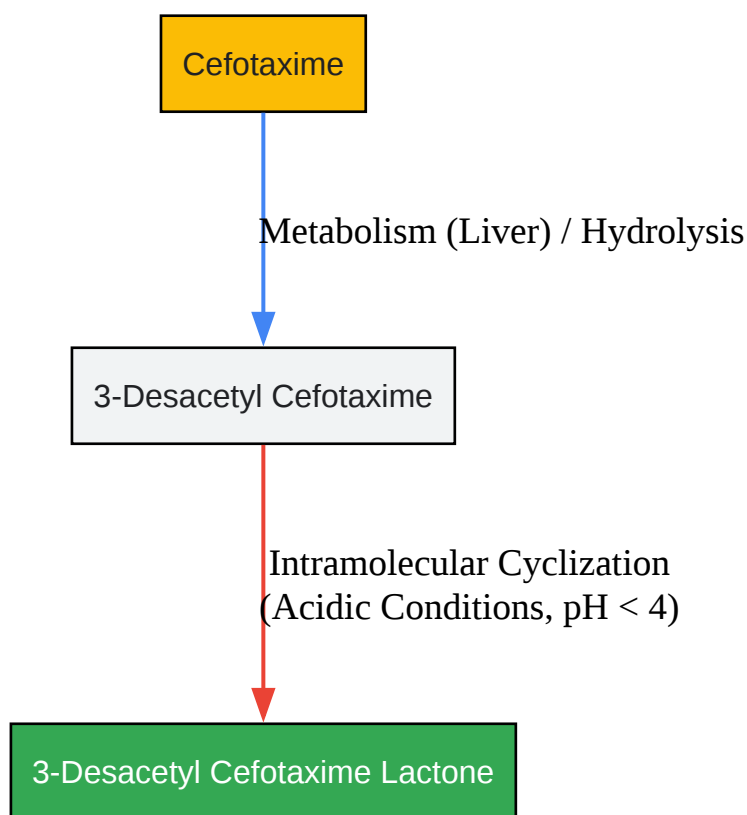 Cefotaxime
Metabolism (Liver) / Hydrolysis
3-Desacetyl Cefotaxime
Intramolecular Cyclization
(Acidic Conditions, pH < 4)
3-Desacetyl Cefotaxime Lactone